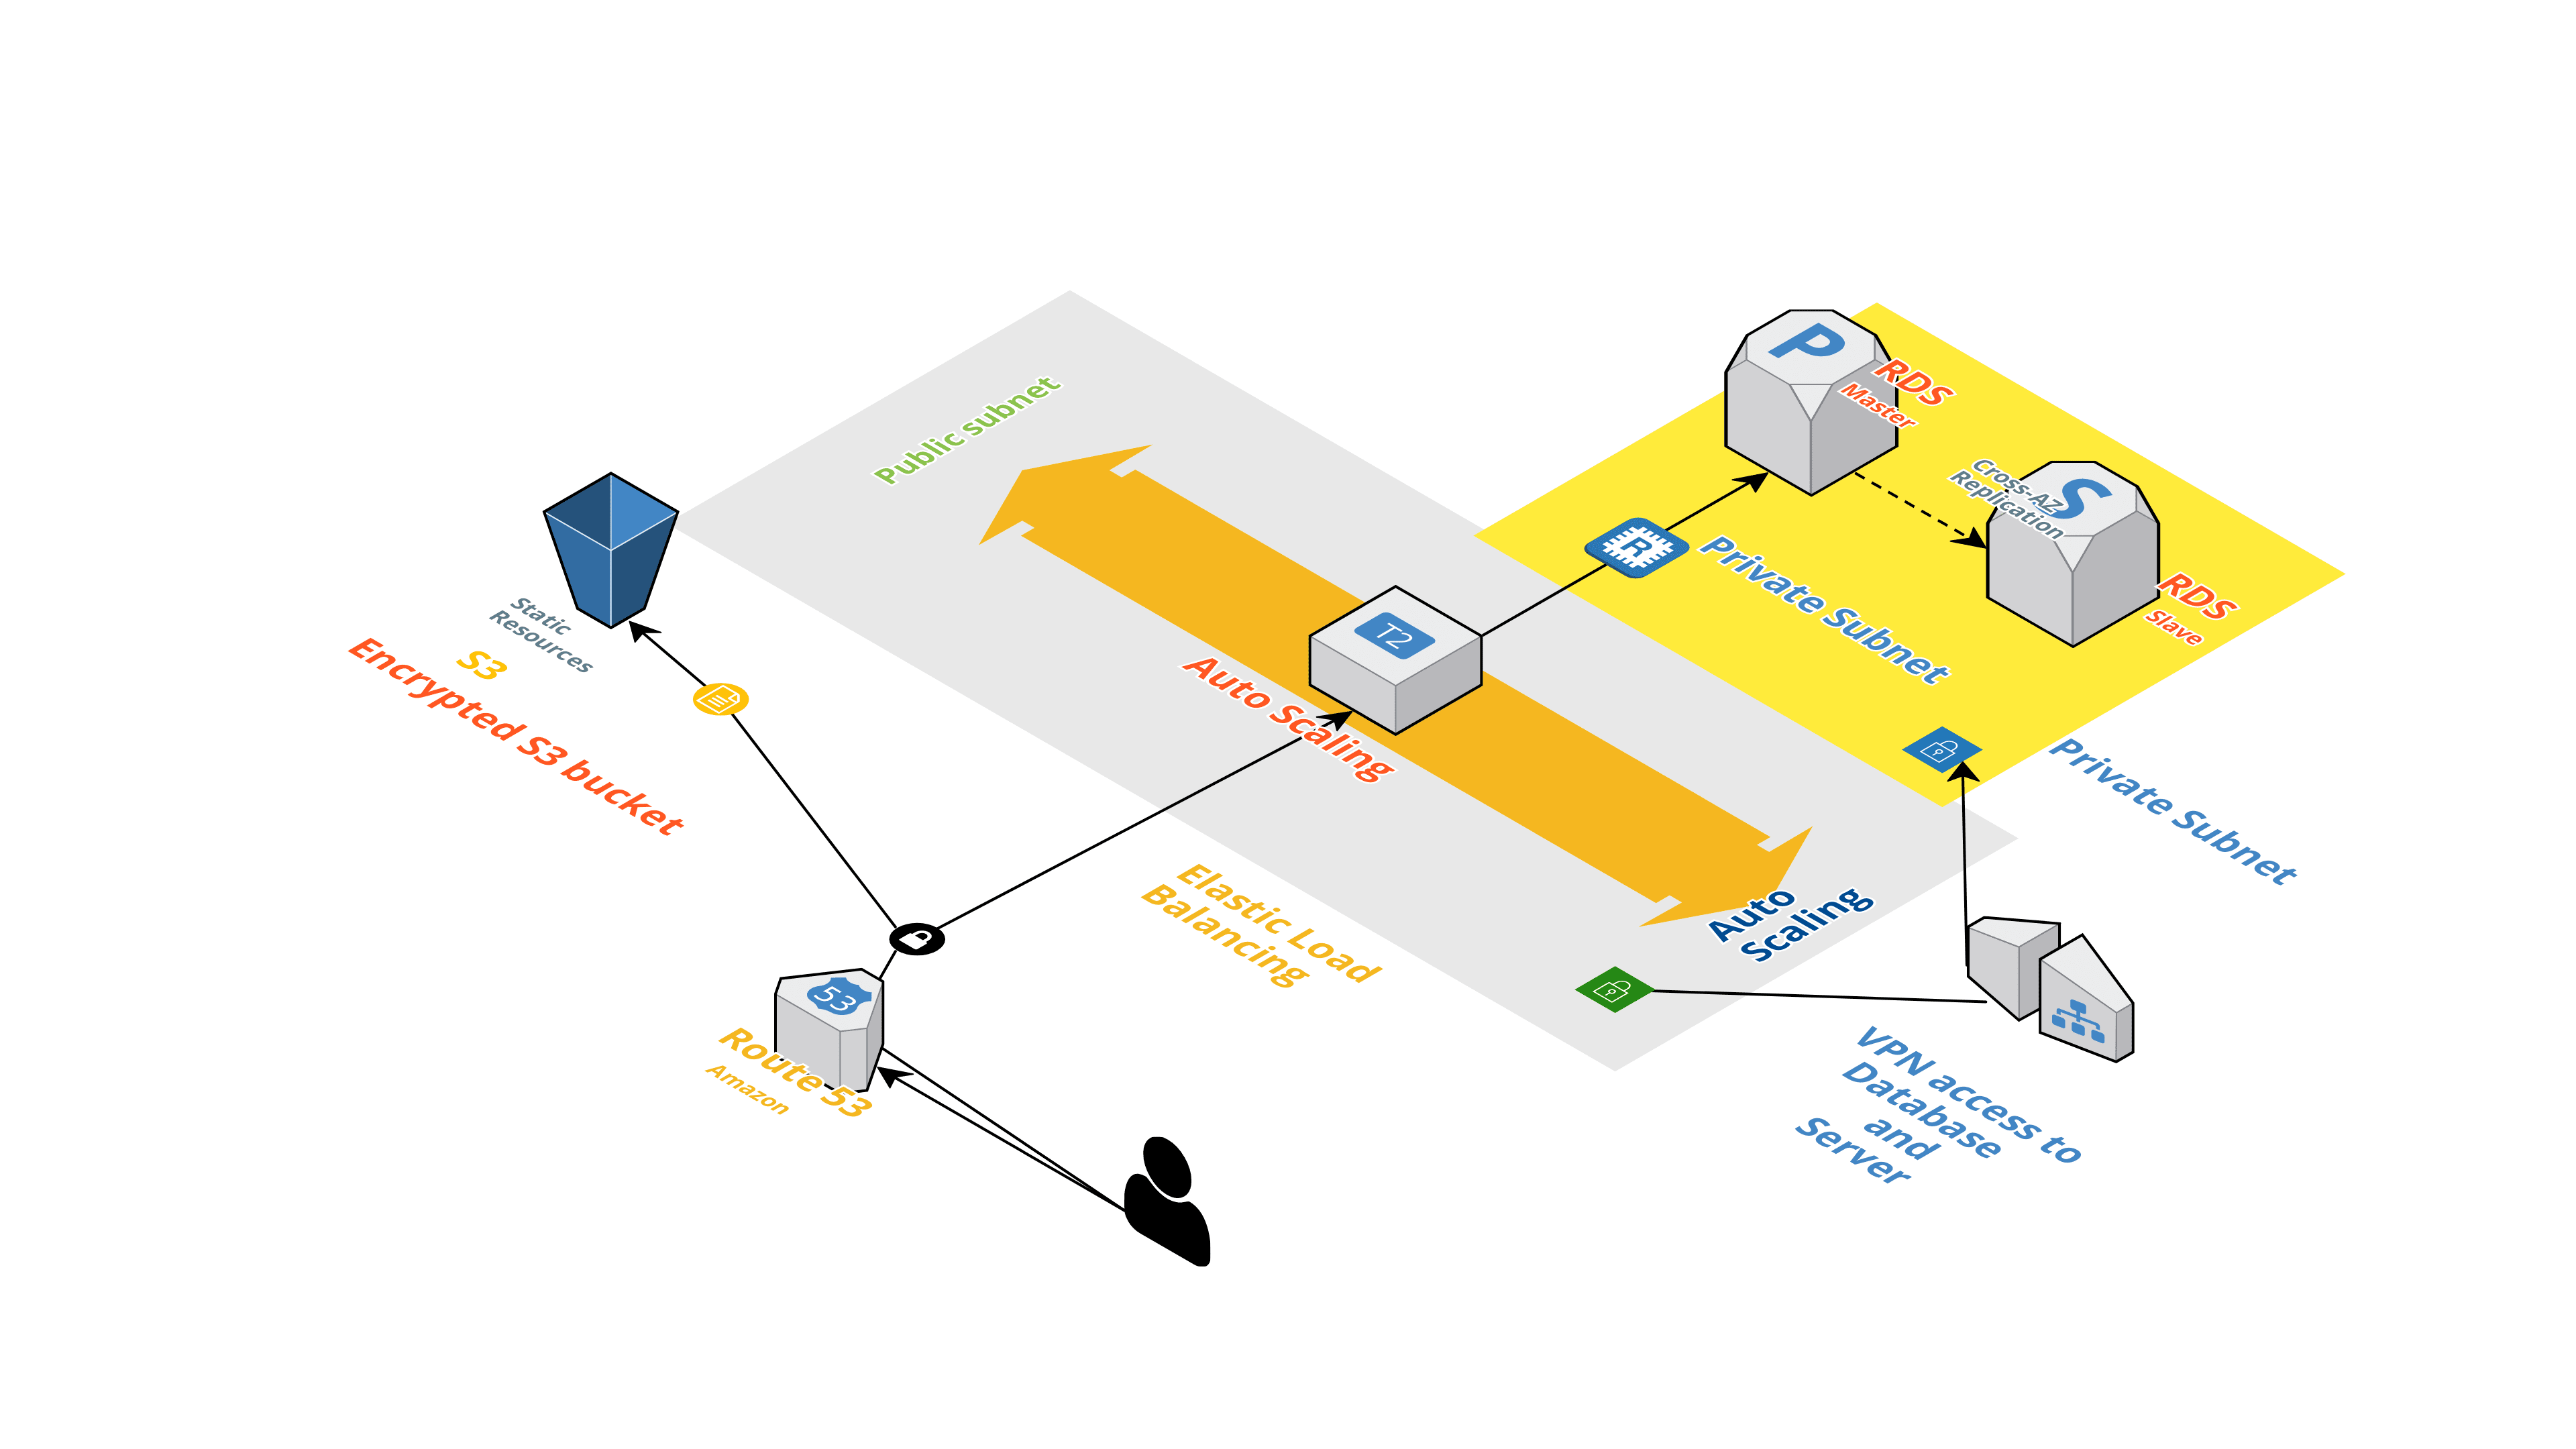 Public subnet
P
RDS
Master
Cross-AZ
Replication
S
RDS
Slave
R
Private Subnet
T2
Auto Scaling
Static
Resources
S3
Encrypted S3 bucket
Private Subnet
Elastic Load
Balancing
Auto
Scaling
53
Route 53
Amazon
VPN access to
Database
and
Server